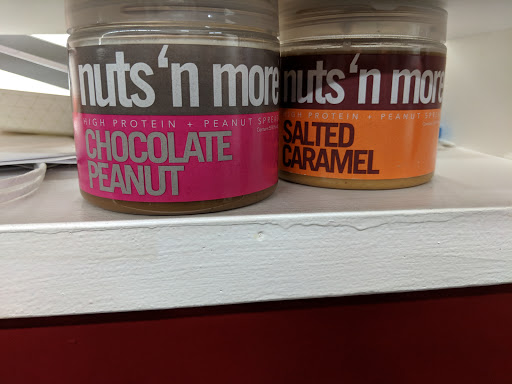 nuts 'n more
HIGH PROTEIN + PEANUT SPREAD
CHOCOLATE
PEANUT
nuts 'n more
HIGH PROTEIN + PEANUT SPREAD
SALTED
CARAMEL